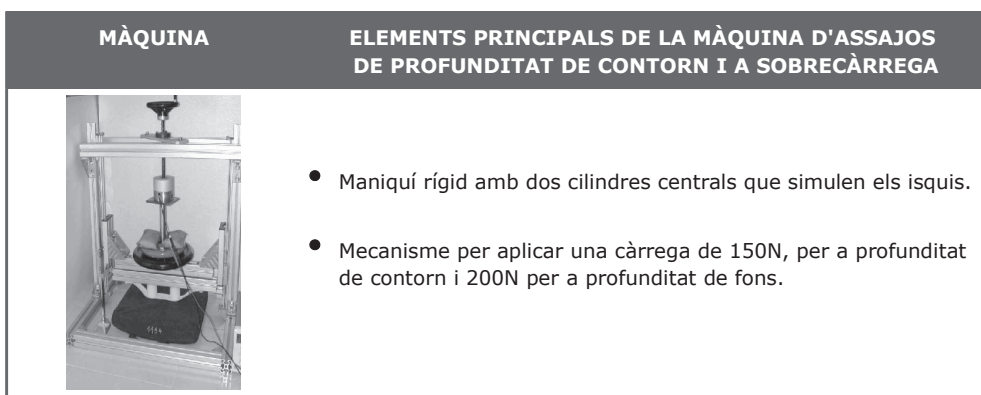 MÀQUINA
ELEMENTS PRINCIPALS DE LA MÀQUINA D'ASSAJOS
DE PROFUNDITAT DE CONTORN I A SOBRECÀRREGA
• Maniquí rígid amb dos cilindres centrals que simulen els isquis.
• Mecanisme per aplicar una càrrega de 150N, per a profunditat
de contorn i 200N per a profunditat de fons.
1114